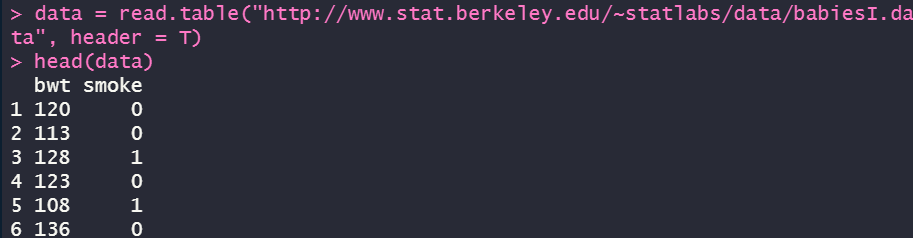 > data = read.table("http://www.stat.berkeley.edu/~statlabs/data/babiesI.da
ta", header = T)
> head(data)
  bwt smoke
1 120     0
2 113     0
3 128     1
4 123     0
5 108     1
6 136     0